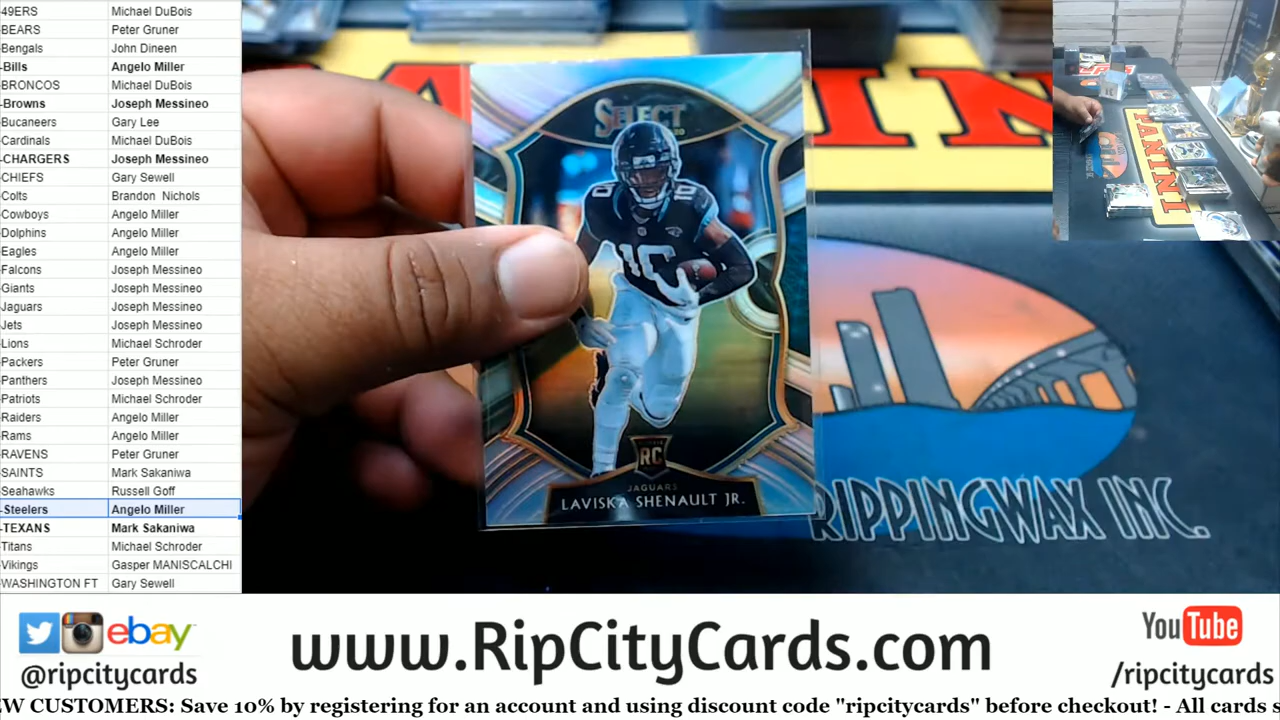 49ERS Michael DuBois
BEARS Peter Gruner
Bengals John Dineen
-Bills Angelo Miller
BRONCOS Michael DuBois
-Browns Joseph Messineo
Bucaneers Gary Lee
Cardinals Michael DuBois
-CHARGERS Joseph Messineo
CHIEFS Gary Sewell
Colts Brandon Nichols
Cowboys Angelo Miller
Dolphins Angelo Miller
Eagles Angelo Miller
-Falcons Joseph Messineo
Giants Joseph Messineo
Jaguars Joseph Messineo
Jets Joseph Messineo
-Lions Michael Schroder
Packers Peter Gruner
-Panthers Joseph Messineo
Patriots Michael Schroder
Raiders Angelo Miller
Rams Angelo Miller
-RAVENS Peter Gruner
SAINTS Mark Sakaniwa
Seahawks Russell Goff
-Steelers Angelo Miller
-TEXANS Mark Sakaniwa
Titans Michael Schroder
Vikings Gasper MANISCALCHI
WASHINGTON FT Gary Sewell
SELECT
10
16
RC
JAGUARS
LAVISKA SHENAULT JR.
RIPPINGWAX INC.
PANINI
ebay
@ripcitycards
www.RipCityCards.com
YouTube
/ripcitycards
EW CUSTOMERS: Save 10% by registering for an account and using discount code "ripcitycards" before checkout! - All cards s